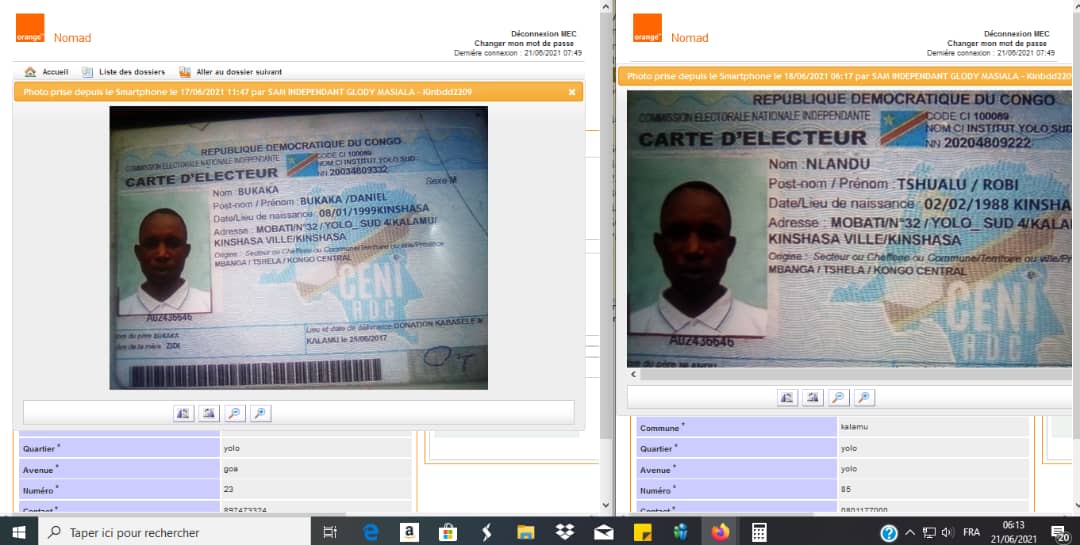 orange™
Nomad
Déconnexion MEC
Changer mon mot de passe
Dernière connexion : 21/06/2021 07:49
Accueil
Liste des dossiers
Aller au dossier suivant
Photo prise depuis le Smartphone le 17/06/2021 11:47 par SAM INDEPENDANT GLODY MASIALA - Kinbdd2209
REPUBLIQUE DEMOCRATIQUE DU CONGO
COMMISSION ELECTORALE NATIONALE INDEPENDANTE
CODE CI 100089
NOM CI INSTITUT YOLO SUD
CARTE D'ELECTEUR
NN 20034809332
Nom : BUKAKA
Sexe M
Post-nom / Prénom : BUKAKA /DANIEL
Date/Lieu de naissance : 08/01/1999KINSHASA
Adresse : MOBATI/N°32 /YOLO_ SUD 4/KALAMU/
KINSHASA VILLE/KINSHASA
Origine : Secteur ou Chefferie ou Commune/Territoire ou ville/Province
MBANGA / TSHELA / KONGO CENTRAL
CENI
RDC
A02436646
Nom du père BUKAKA
Nom de la mère : ZIDI
Lieu et date de délivrance DONATION KABASELE
KALAMU le 25/06/2017
Quartier *
yolo
Avenue *
goa
Numéro *
23
Contact *
897473324
orange™
Nomad
Déconnexion MEC
Changer mon mot de passe
Dernière connexion : 21/06/2021 07:49
Photo prise depuis le Smartphone le 18/06/2021 06:17 par SAM INDEPENDANT GLODY MASIALA - Kinbdd220
REPUBLIQUE DEMOCRATIQUE DU CONGO
COMMISSION ELECTORALE NATIONALE INDEPENDANTE
CODE CI 100089
NOM CI INSTITUT YOLO SUD
CARTE D'ELECTEUR
NN 20204809222
Nom : NLANDU
Post-nom / Prénom : TSHUALU / ROBI
Date/Lieu de naissance : 02/02/1988 KINSHA
Adresse : MOBATI/N°32 /YOLO_ SUD 4/KALA
KINSHASA VILLE/KINSHASA
Origine : Secteur ou Chefferie ou Commune/Territoire ou ville/Pr
MBANGA / TSHELA / KONGO CENTRAL
CENI
RDC
A02436646
Commune *
kalamu
Quartier *
yolo
Avenue *
yolo
Numéro *
85
Contact *
0801177000
Taper ici pour rechercher
FRA
06:13
21/06/2021
20